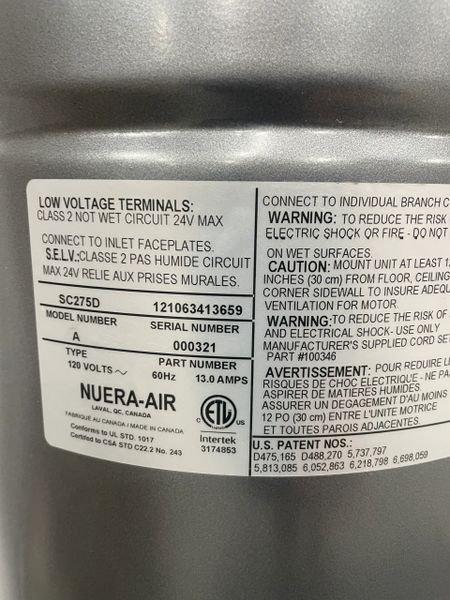 LOW VOLTAGE TERMINALS:
CLASS 2 NOT WET CIRCUIT 24V MAX
CONNECT TO INLET FACEPLATES.
S.E.L.V.:CLASSE 2 PAS HUMIDE CIRCUIT
MAX 24V RELIE AUX PRISES MURALES.
SC275D 121063413659
MODEL NUMBER SERIAL NUMBER
A 000321
TYPE PART NUMBER
120 VOLTS~ 60Hz 13.0 AMPS
NUERA-AIR
LAVAL, QC, CANADA
FABRIQUE AU CANADA / MADE IN CANADA
Conforms to UL STD. 1017
Certified to CSA STD C22.2 No. 243
c ETL us
Intertek
3174853
CONNECT TO INDIVIDUAL BRANCH C
WARNING: TO REDUCE THE RISK
ELECTRIC SHOCK OR FIRE - DO NOT
ON WET SURFACES.
CAUTION: MOUNT UNIT AT LEAST 1
INCHES (30 cm) FROM FLOOR, CEILING
CORNER SIDEWALL TO INSURE ADEQU
VENTILATION FOR MOTOR.
WARNING:TO REDUCE THE RISK OF
AND ELECTRICAL SHOCK- USE ONLY
MANUFACTURER'S SUPPLIED CORD SET
PART #100346
AVERTISSEMENT: POUR REDUIRE L
RISQUES DE CHOC ELECTRIQUE - NE PA
ASPIRER DE MATIERES HUMIDES.
ASSURER UN DEGAGEMENT D'AU MOINS
12 PO (30 cm) ENTRE L'UNITE MOTRICE
ET TOUTES PAROIS ADJACENTES.
U.S. PATENT NOS.:
D475,165 D488,270 5,737,797
5,813,085 6,052,863 6,218,798 6,698,059